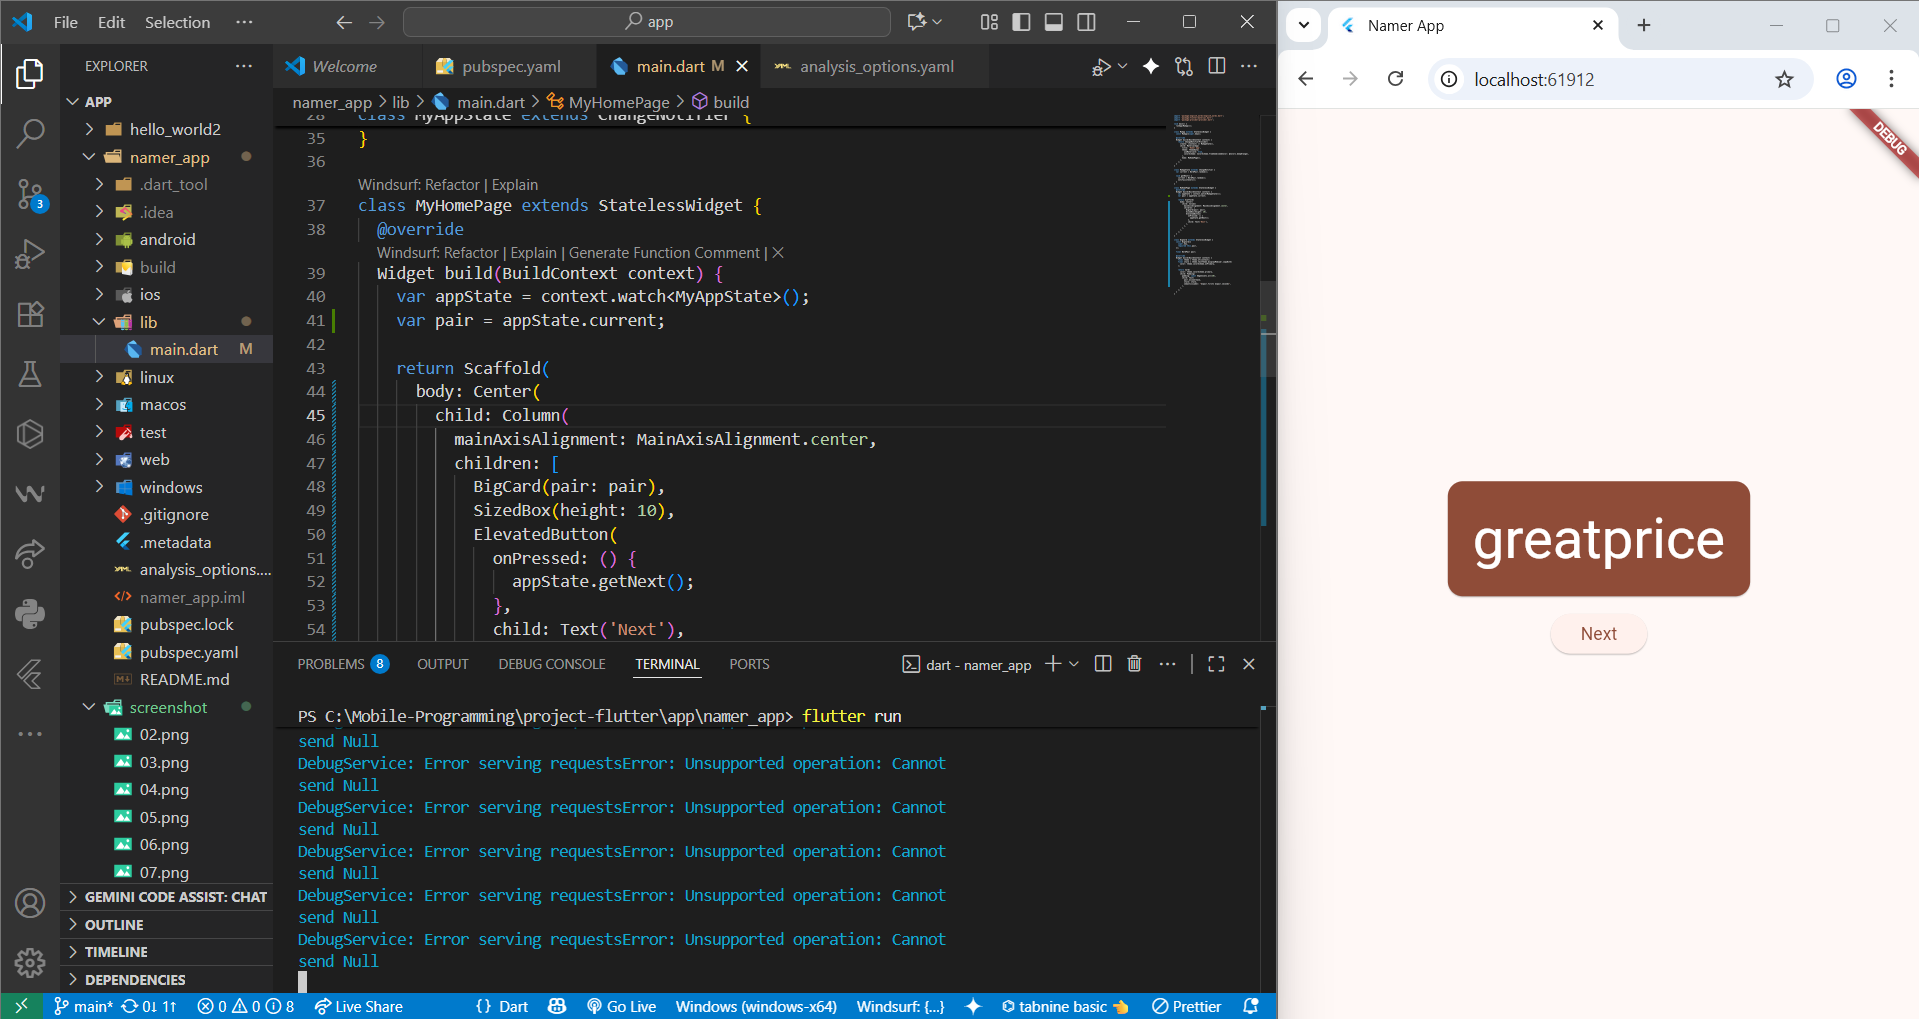 File Edit Selection ···
app
EXPLORER ···
APP
hello_world2
namer_app
.dart_tool
.idea
android
build
ios
lib
main.dart M
linux
macos
test
web
windows
.gitignore
.metadata
analysis_options....
namer_app.iml
pubspec.lock
pubspec.yaml
README.md
screenshot
02.png
03.png
04.png
05.png
06.png
07.png
GEMINI CODE ASSIST: CHAT
OUTLINE
TIMELINE
DEPENDENCIES
3
Welcome pubspec.yaml main.dart M analysis_options.yaml
namer_app > lib > main.dart > MyHomePage > build
28 class MyAppState extends ChangeNotifier {
35 }
36
Windsurf: Refactor | Explain
37 class MyHomePage extends StatelessWidget {
38 @override
Windsurf: Refactor | Explain | Generate Function Comment | X
39 Widget build(BuildContext context) {
40 var appState = context.watch<MyAppState>();
41 var pair = appState.current;
42
43 return Scaffold(
44 body: Center(
45 child: Column(
46 mainAxisAlignment: MainAxisAlignment.center,
47 children: [
48 BigCard(pair: pair),
49 SizedBox(height: 10),
50 ElevatedButton(
51 onPressed: () {
52 appState.getNext();
53 },
54 child: Text('Next'),
PROBLEMS 8 OUTPUT DEBUG CONSOLE TERMINAL PORTS
dart - namer_app
PS C:\Mobile-Programming\project-flutter\app\namer_app> flutter run
send Null
DebugService: Error serving requestsError: Unsupported operation: Cannot
send Null
DebugService: Error serving requestsError: Unsupported operation: Cannot
send Null
DebugService: Error serving requestsError: Unsupported operation: Cannot
send Null
DebugService: Error serving requestsError: Unsupported operation: Cannot
send Null
DebugService: Error serving requestsError: Unsupported operation: Cannot
send Null
main* 0↓ 1↑ 0 0 8 Live Share {} Dart Go Live Windows (windows-x64) Windsurf: {...} tabnine basic Prettier
Namer App
localhost:61912
DEBUG
greatprice
Next